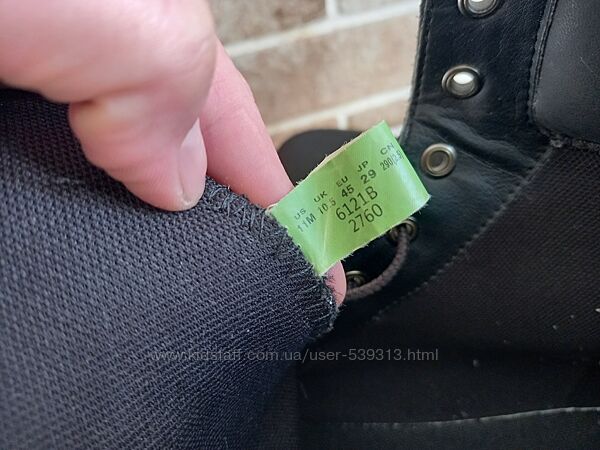 US UK EU JP CN
11M 10.5 45 29 290(2.5
6121B
2760
www.kidstaff.com.ua/user-539313.html